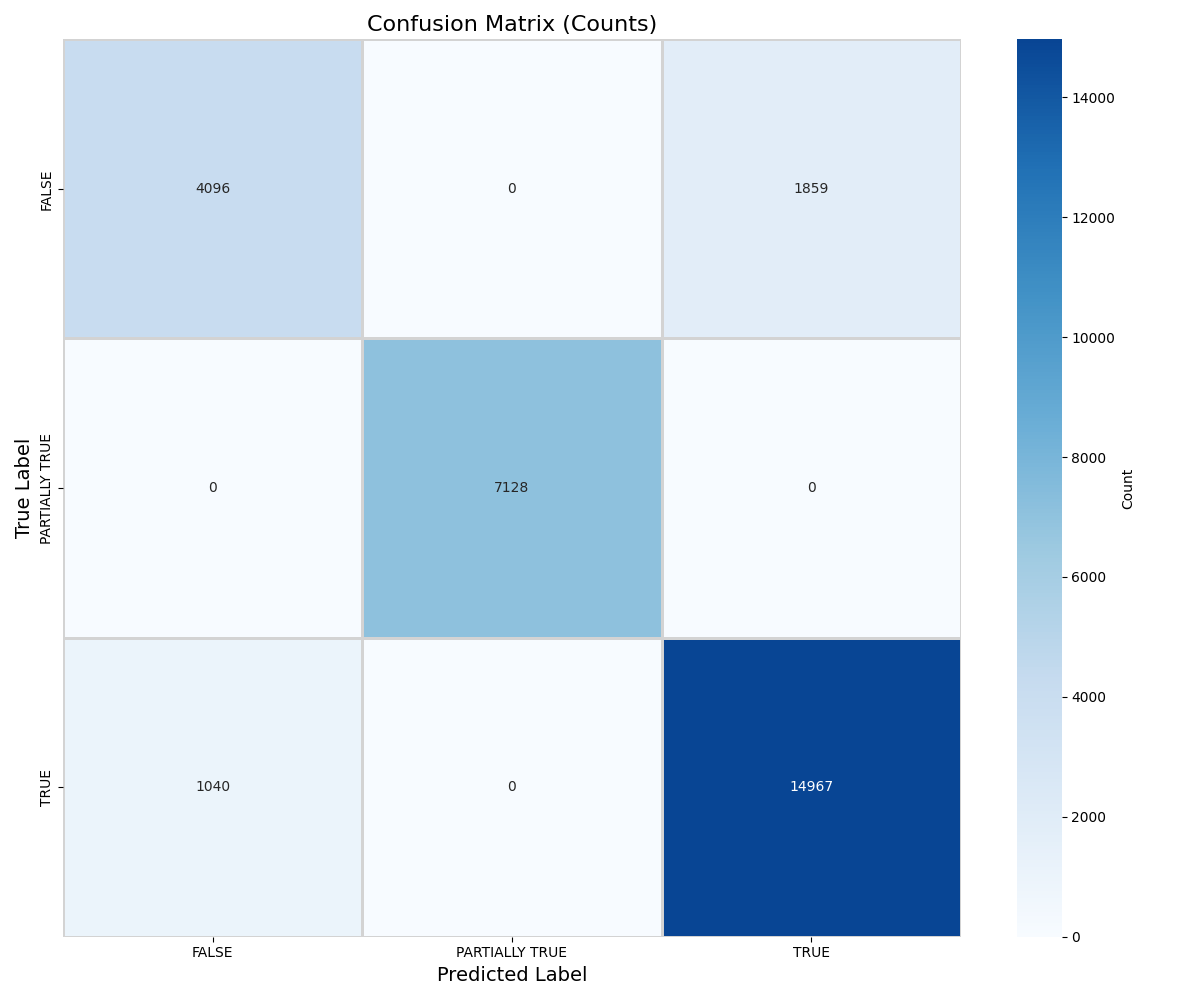 Confusion Matrix (Counts)
True Label
FALSE
PARTIALLY TRUE
TRUE
4096 0 1859
0 7128 0
1040 0 14967
FALSE PARTIALLY TRUE TRUE
Predicted Label
14000
12000
10000
8000
6000
4000
2000
0
Count